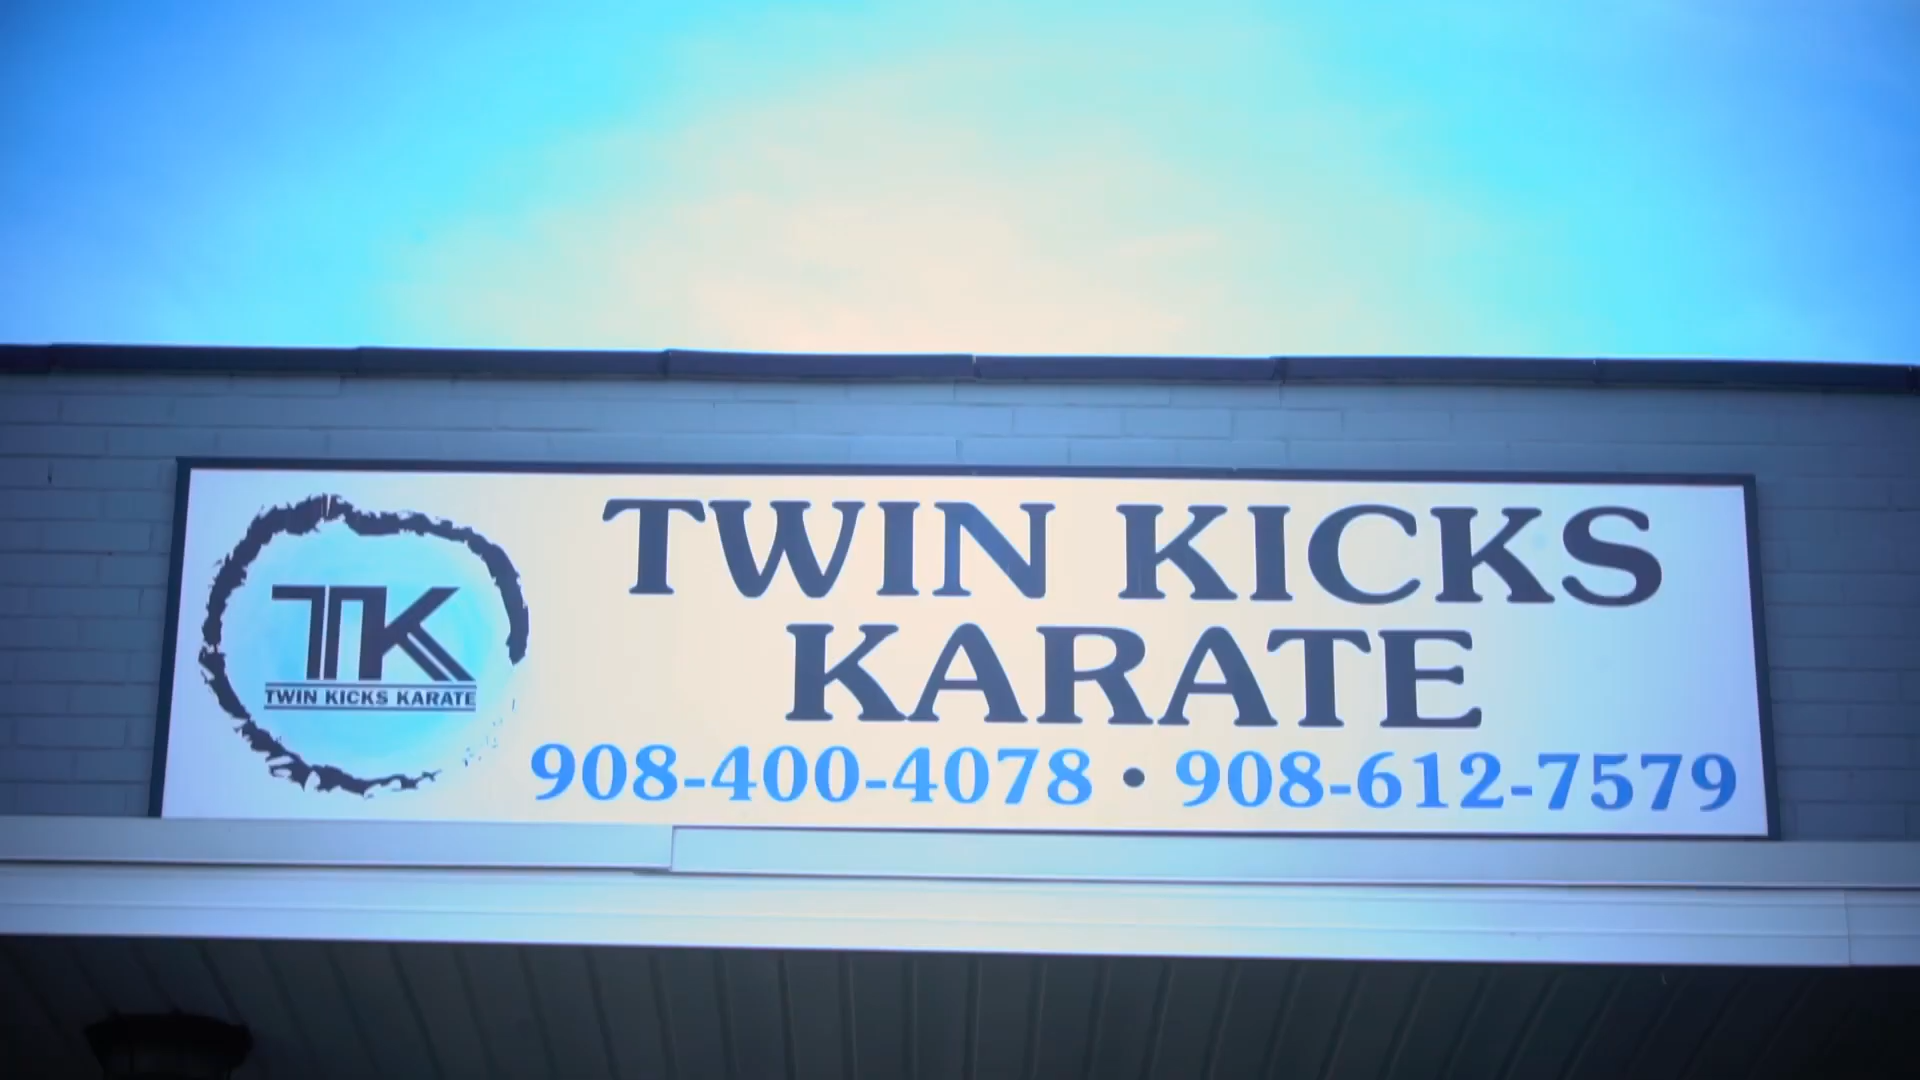 TK
TWIN KICKS KARATE
TWIN KICKS
KARATE
908-400-4078 • 908-612-7579